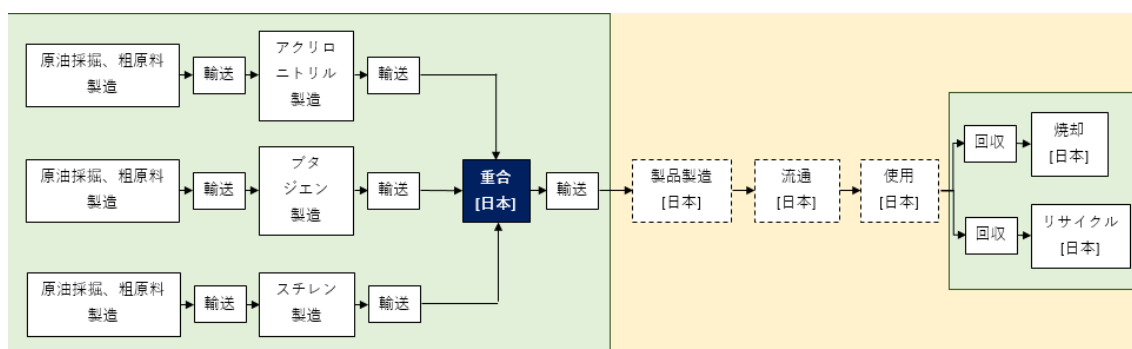 原油採掘、粗原料
製造
輸送
アクリロ
ニトリル
製造
輸送
原油採掘、粗原料
製造
輸送
ブタ
ジエン
製造
輸送
原油採掘、粗原料
製造
輸送
スチレン
製造
輸送
重合
[日本]
輸送
製品製造
[日本]
流通
[日本]
使用
[日本]
回収
焼却
[日本]
回収
リサイクル
[日本]